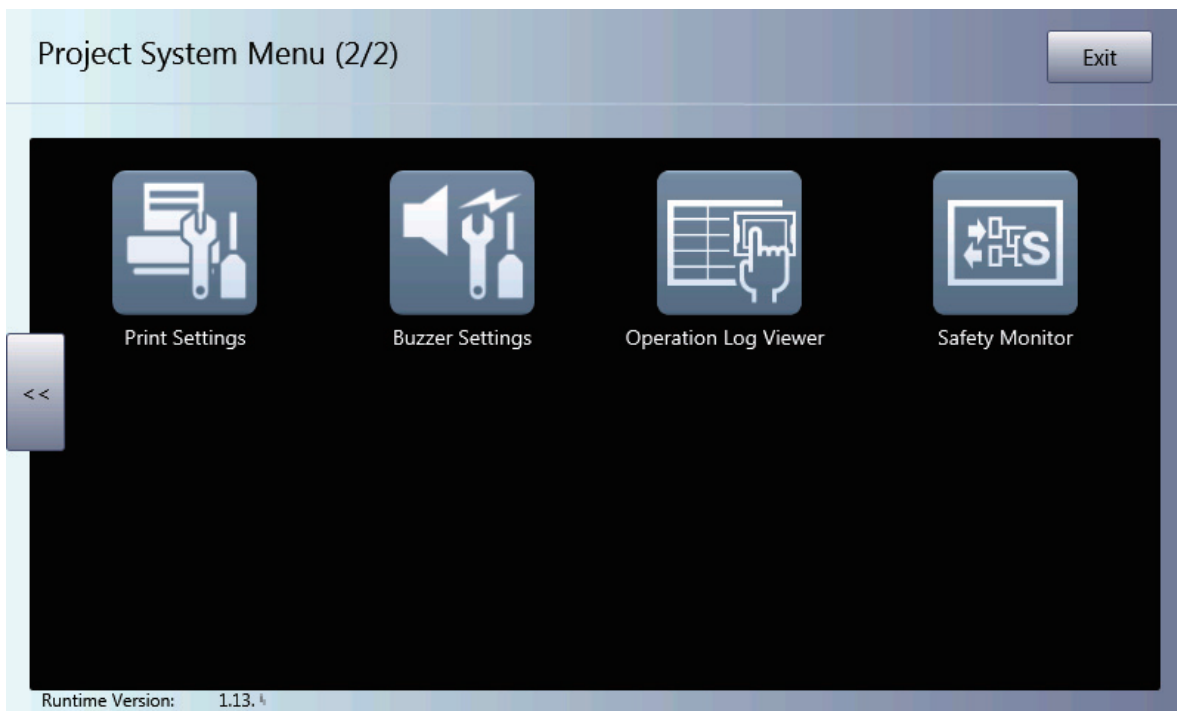 Project System Menu (2/2)
Exit
Print Settings
Buzzer Settings
Operation Log Viewer
Safety Monitor
S
<<
Runtime Version: 1.13.